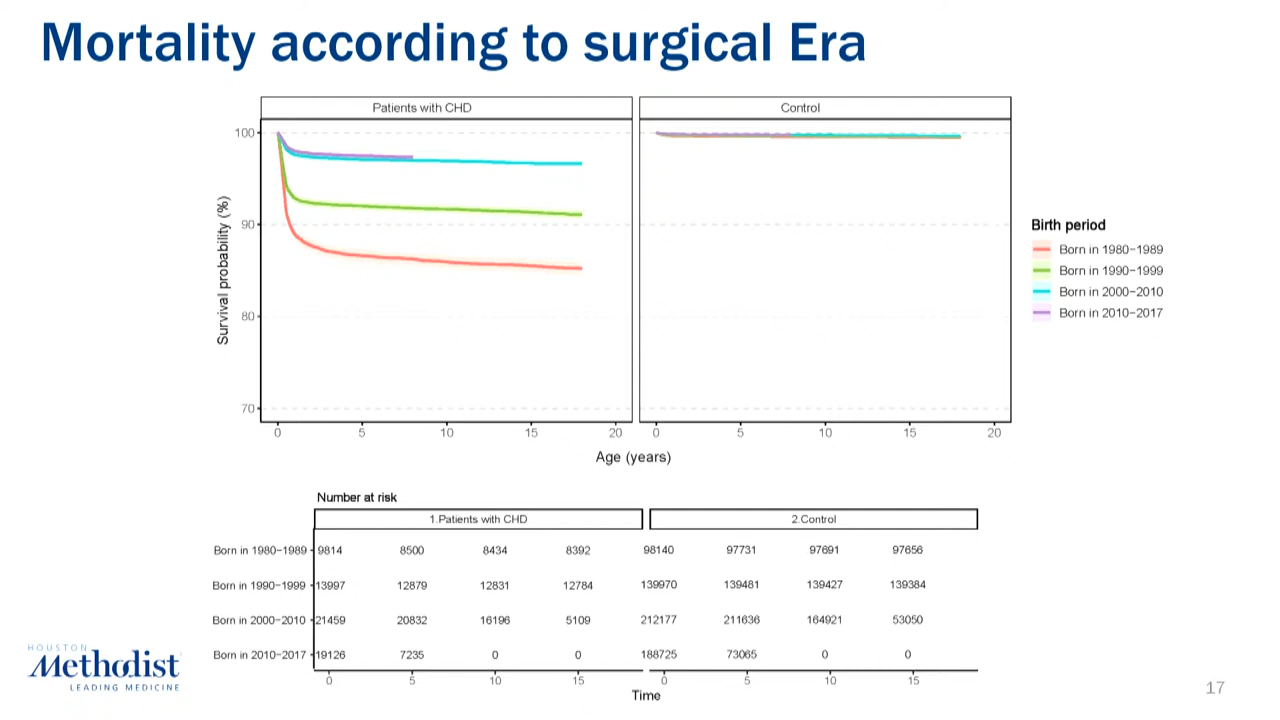 Mortality according to surgical Era
Patients with CHD
Control
100
90
80
70
Survival probability (%)
0 5 10 15 20
0 5 10 15 20
Age (years)
Birth period
Born in 1980-1989
Born in 1990-1999
Born in 2000-2010
Born in 2010-2017
Number at risk
1.Patients with CHD
2.Control
Born in 1980-1989 9814 8500 8434 8392 98140 97731 97691 97656
Born in 1990-1999 13997 12879 12831 12784 139970 139481 139427 139384
Born in 2000-2010 21459 20832 16196 5109 212177 211636 164921 53050
Born in 2010-2017 19126 7235 0 0 188725 73065 0 0
0 5 10 15 0 5 10 15
Time
HOUSTON
Methodist
LEADING MEDICINE
17